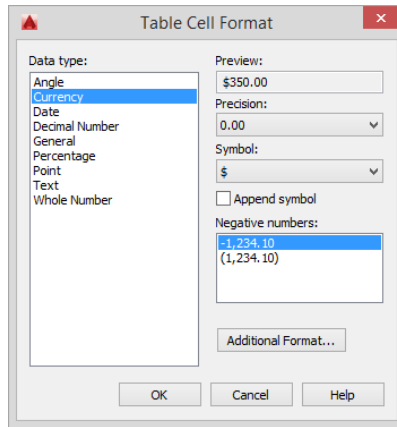 Table Cell Format
Data type:
Angle
Currency
Date
Decimal Number
General
Percentage
Point
Text
Whole Number
Preview:
$350.00
Precision:
0.00
Symbol:
$
Append symbol
Negative numbers:
-1,234.10
(1,234.10)
Additional Format...
OK
Cancel
Help